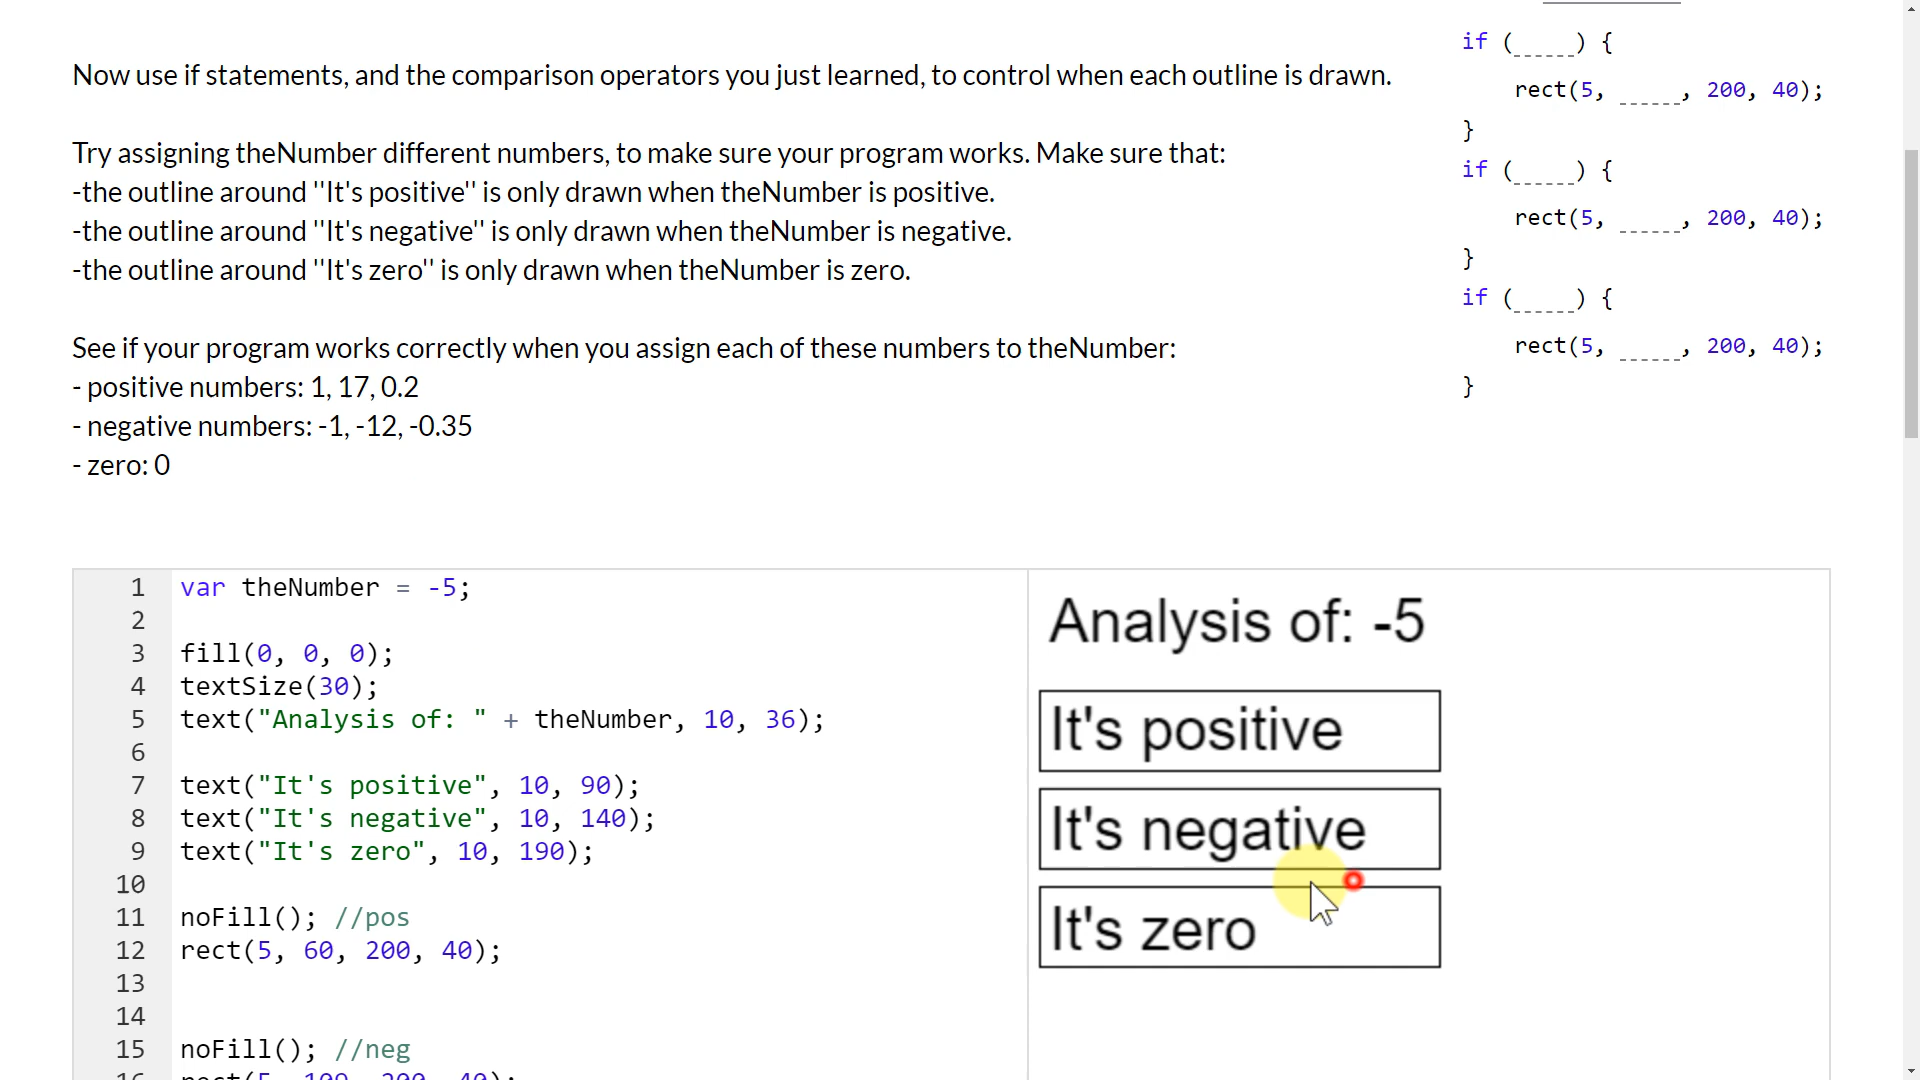 Now use if statements, and the comparison operators you just learned, to control when each outline is drawn.
Try assigning theNumber different numbers, to make sure your program works. Make sure that:
-the outline around "It's positive" is only drawn when theNumber is positive.
-the outline around "It's negative" is only drawn when theNumber is negative.
-the outline around "It's zero" is only drawn when theNumber is zero.
See if your program works correctly when you assign each of these numbers to theNumber:
- positive numbers: 1, 17, 0.2
- negative numbers: -1, -12, -0.35
- zero: 0
if (_____) {
rect(5, _____, 200, 40);
}
if (_____) {
rect(5, _____, 200, 40);
}
if (_____) {
rect(5, _____, 200, 40);
}
1 var theNumber = -5;
2
3 fill(0, 0, 0);
4 textSize(30);
5 text("Analysis of: " + theNumber, 10, 36);
6
7 text("It's positive", 10, 90);
8 text("It's negative", 10, 140);
9 text("It's zero", 10, 190);
10
11 noFill(); //pos
12 rect(5, 60, 200, 40);
13
14
15 noFill(); //neg
16 rect(5, 109, 200, 40);
Analysis of: -5
It's positive
It's negative
It's zero